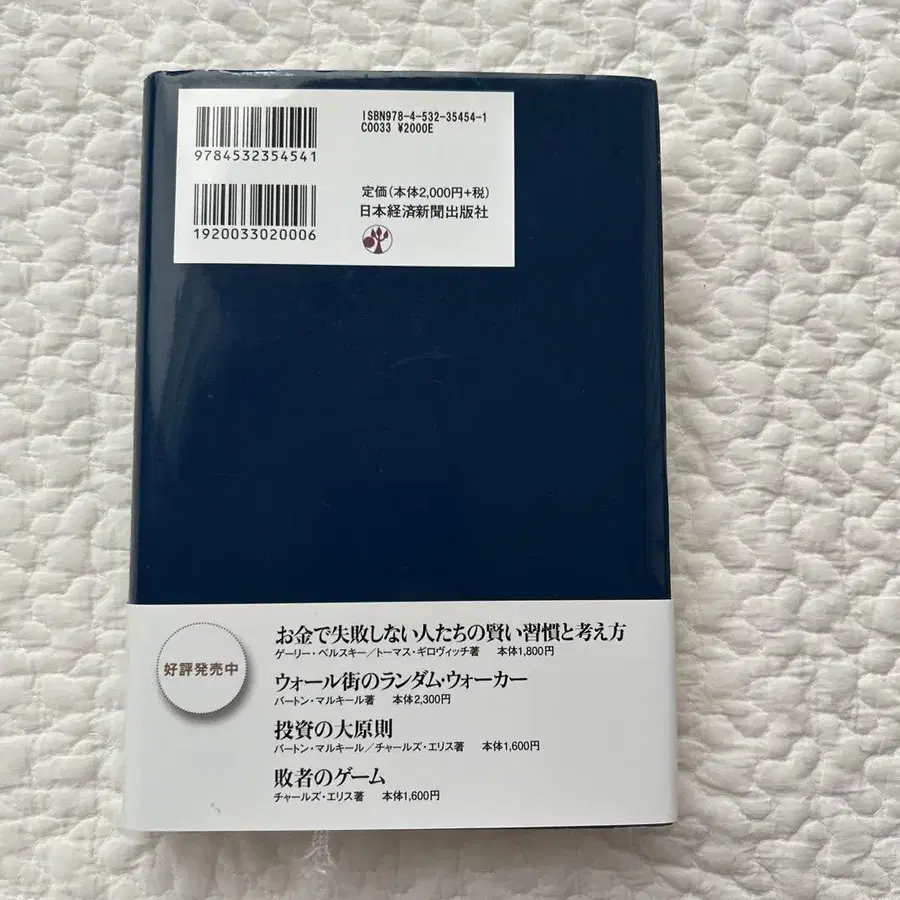 ISBN978-4-532-35454-1
C0033 ¥2000E
9784532354541
定価(本体2,000円+税)
日本経済新聞出版社
1920033020006
好評発売中
お金で失敗しない人たちの賢い習慣と考え方
ゲーリー・ベルスキー/トーマス・ギロヴィッチ著 本体1,800円
ウォール街のランダム・ウォーカー
バートン・マルキール著 本体2,300円
投資の大原則
バートン・マルキール/チャールズ・エリス著 本体1,600円
敗者のゲーム
チャールズ・エリス著 本体1,600円